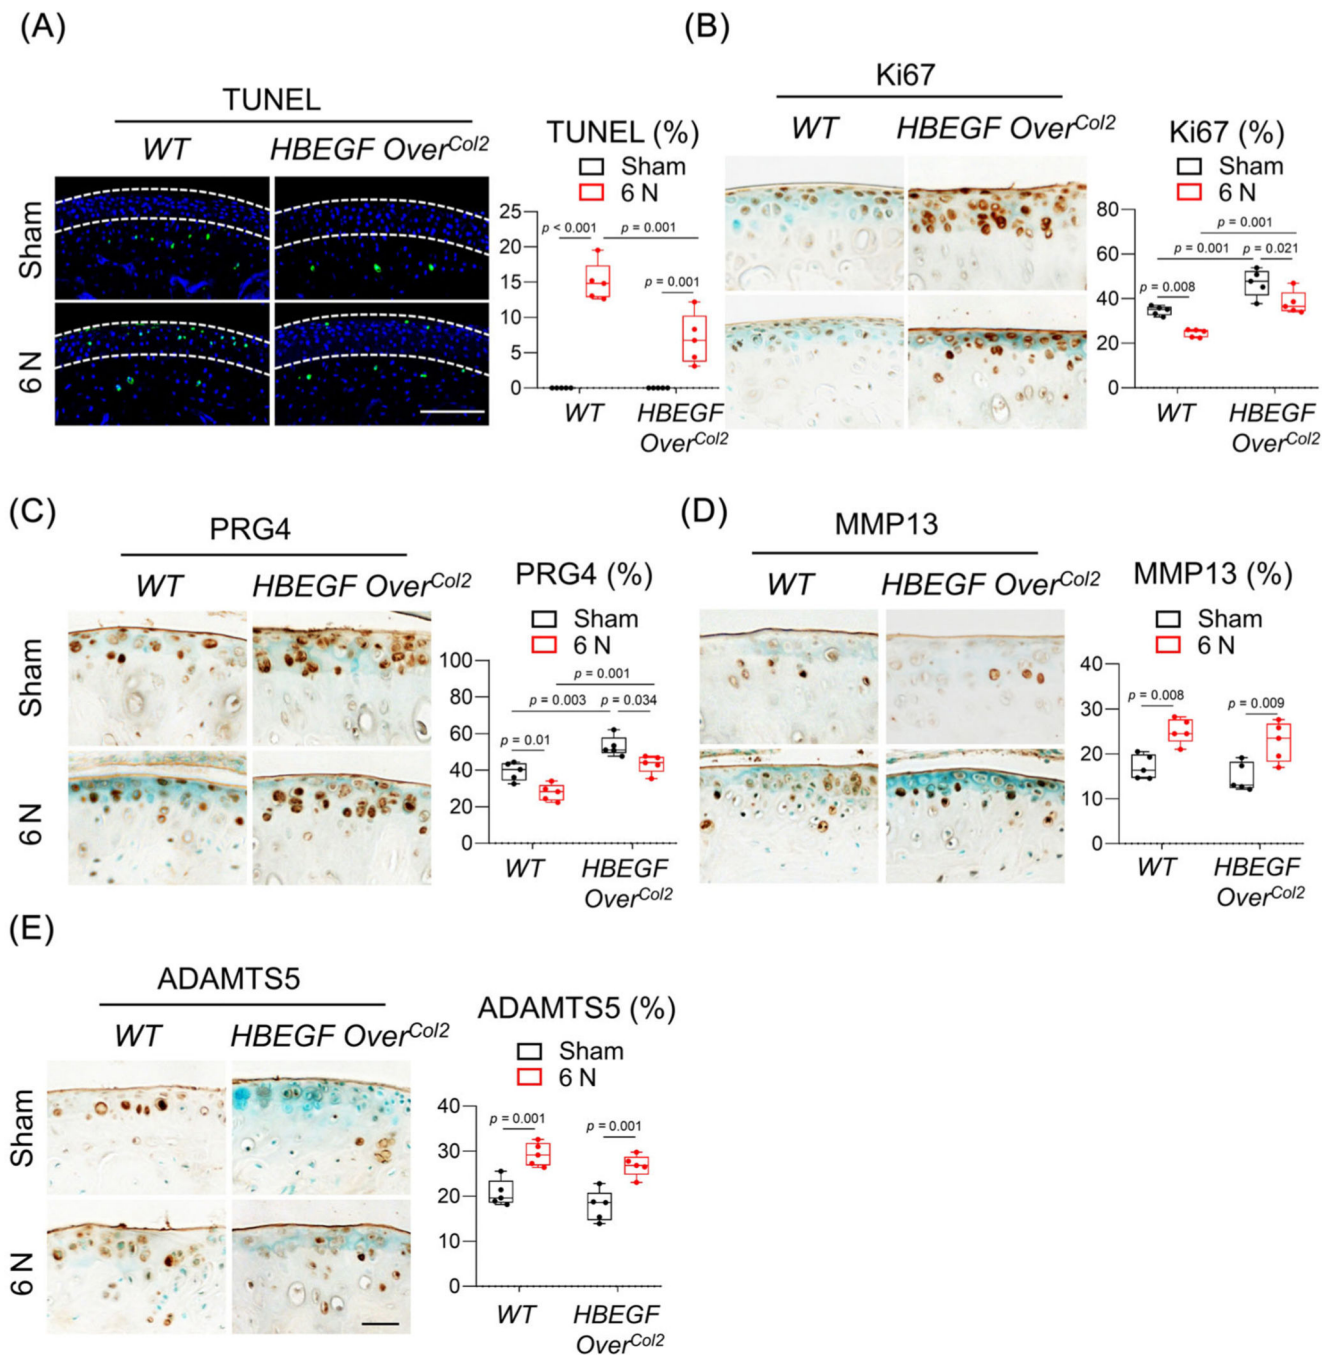 (A)
TUNEL
WT HBEGF Over^Col2
Sham
6 N
TUNEL (%)
Sham
6 N
25
20
15
10
5
0
p < 0.001
p = 0.001
p = 0.001
WT HBEGF
Over^Col2
(B)
Ki67
WT HBEGF Over^Col2
Ki67 (%)
Sham
6 N
80
60
40
20
0
p = 0.001
p = 0.001 p = 0.021
p = 0.008
WT HBEGF
Over^Col2
(C)
PRG4
WT HBEGF Over^Col2
Sham
6 N
PRG4 (%)
Sham
6 N
100
80
60
40
20
0
p = 0.001
p = 0.003 p = 0.034
p = 0.01
WT HBEGF
Over^Col2
(D)
MMP13
WT HBEGF Over^Col2
MMP13 (%)
Sham
6 N
40
30
20
10
0
p = 0.008
p = 0.009
WT HBEGF
Over^Col2
(E)
ADAMTS5
WT HBEGF Over^Col2
Sham
6 N
ADAMTS5 (%)
Sham
6 N
40
30
20
10
0
p = 0.001
p = 0.001
WT HBEGF
Over^Col2